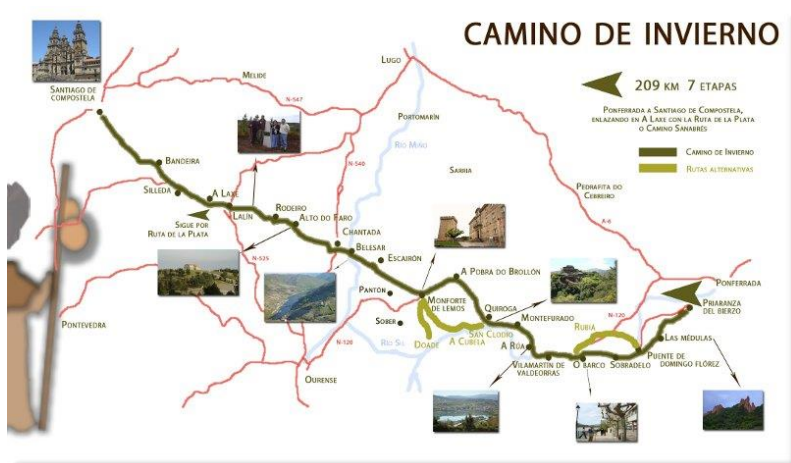 CAMINO DE INVIERNO
209 KM 7 ETAPAS
PONFERRADA A SANTIAGO DE COMPOSTELA,
ENLAZANDO EN A LAXE CON LA RUTA DE LA PLATA
O CAMINO SANABRÉS
CAMINO DE INVIERNO
RUTAS ALTERNATIVAS
SANTIAGO DE
COMPOSTELA
MELIDE
N-547
LUGO
PORTOMARÍN
RIO MIÑO
N-540
SARRIA
PEDRAFITA DO
CEBREIRO
A-6
BANDEIRA
SILLEDA
A LAXE
LALÍN
SIGUE POR
RUTA DE LA PLATA
RODEIRO
ALTO DO FARO
CHANTADA
BELESAR
ESCAIRÓN
N-525
PANTÓN
SOBER
MONFORTE
DE LEMOS
A POBRA DO BROLLÓN
QUIROGA
SAN CLODIO
MONTEFURADO
DOADE
A CUBELA
A RÚA
RIO SIL
N-120
PONTEVEDRA
OURENSE
VILAMARTIN DE
VALDEORRAS
O BARCO
RUBIÁ
N-120
SOBRADELO
PUENTE DE
DOMINGO FLÓREZ
LAS MÉDULAS
PONFERRADA
PRIARANZA
DEL BIERZO